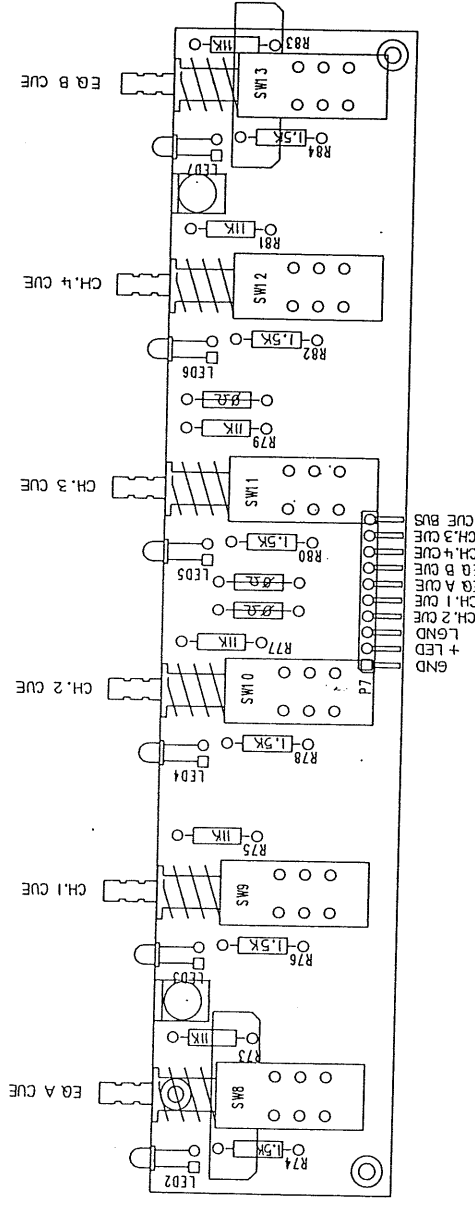 11K
R83
EQ B CUE
SW13
1.5K
R84
LED7
11K
R81
CH.4 CUE
SW12
1.5K
R82
LED6
0Ω
11K
R79
CH.3 CUE
SW11
1.5K
R80
LED5
0Ω
0Ω
11K
R77
CUE BUS
CH.3 CUE
CH.4 CUE
EQ B CUE
EQ A CUE
CH.1 CUE
CH.2 CUE
LGND
+ LED
GND
P7
CH.2 CUE
SW10
1.5K
R78
LED4
11K
R75
CH.1 CUE
SW9
1.5K
R76
LED3
11K
R73
EQ A CUE
SW8
1.5K
R74
LED2